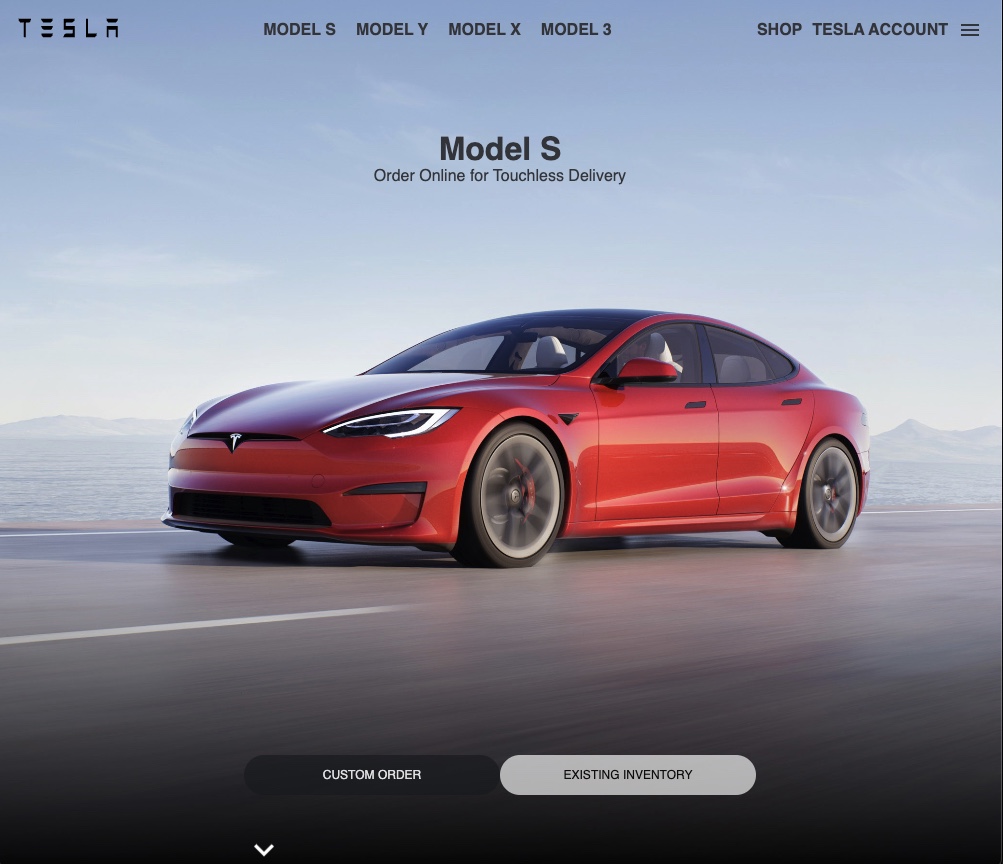 TESLA
MODEL S MODEL Y MODEL X MODEL 3
SHOP TESLA ACCOUNT
Model S
Order Online for Touchless Delivery
CUSTOM ORDER
EXISTING INVENTORY